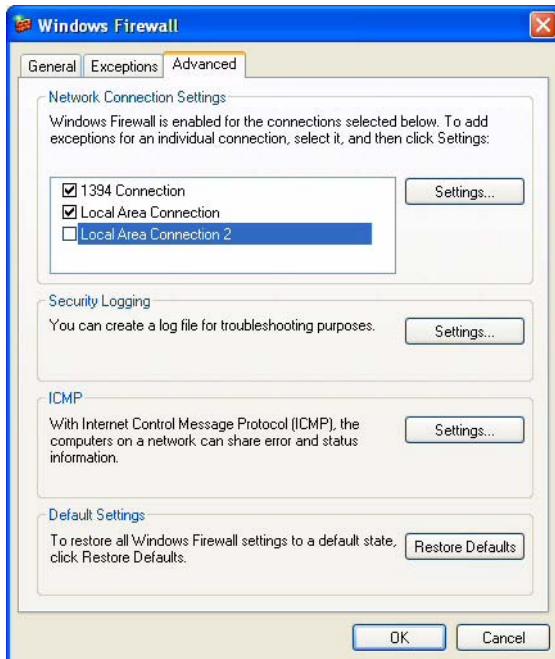 Windows Firewall
General Exceptions Advanced
Network Connection Settings
Windows Firewall is enabled for the connections selected below. To add
exceptions for an individual connection, select it, and then click Settings:
1394 Connection
Settings...
Local Area Connection
Local Area Connection 2
Security Logging
You can create a log file for troubleshooting purposes.
Settings...
ICMP
With Internet Control Message Protocol (ICMP), the
computers on a network can share error and status
information.
Settings...
Default Settings
To restore all Windows Firewall settings to a default state,
click Restore Defaults.
Restore Defaults
OK Cancel